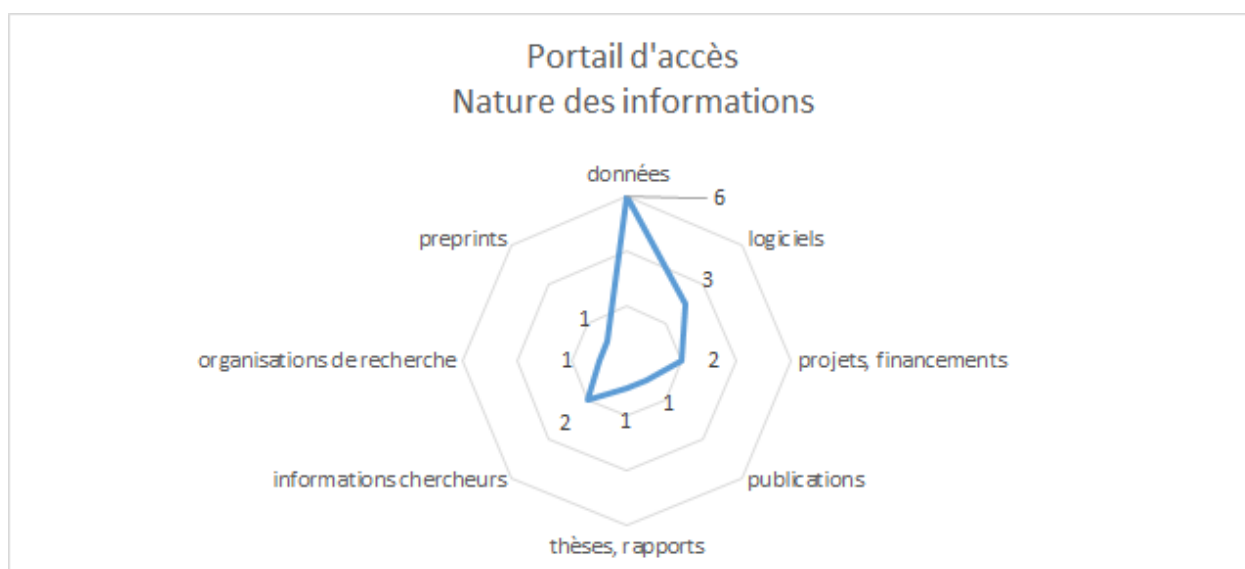 Portail d'accès
Nature des informations
données
6
preprints
logiciels
3
1
organisations de recherche
1
2
projets, financements
1
2
1
informations chercheurs
publications
thèses, rapports